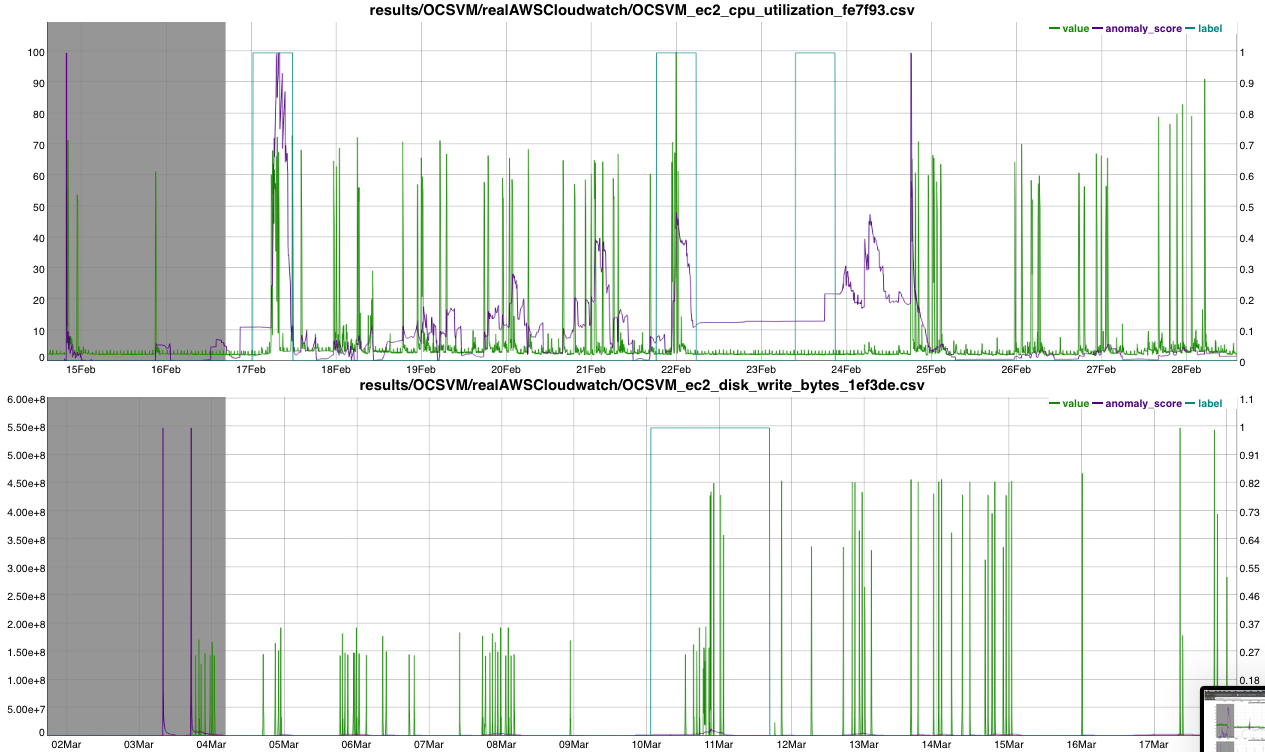 results/OCSVM/realAWSCloudwatch/OCSVM_ec2_cpu_utilization_fe7f93.csv
value anomaly_score label
100 1
90 0.9
80 0.8
70 0.7
60 0.6
50 0.5
40 0.4
30 0.3
20 0.2
10 0.1
0 0
15Feb 16Feb 17Feb 18Feb 19Feb 20Feb 21Feb 22Feb 23Feb 24Feb 25Feb 26Feb 27Feb 28Feb
results/OCSVM/realAWSCloudwatch/OCSVM_ec2_disk_write_bytes_1ef3de.csv
6.00e+8 1.1
value anomaly_score label
5.50e+8 1
5.00e+8 0.91
4.50e+8 0.82
4.00e+8 0.73
3.50e+8 0.64
3.00e+8 0.55
2.50e+8 0.46
2.00e+8 0.37
1.50e+8 0.27
1.00e+8 0.18
5.00e+7
0
02Mar 03Mar 04Mar 05Mar 06Mar 07Mar 08Mar 09Mar 10Mar 11Mar 12Mar 13Mar 14Mar 15Mar 16Mar 17Mar